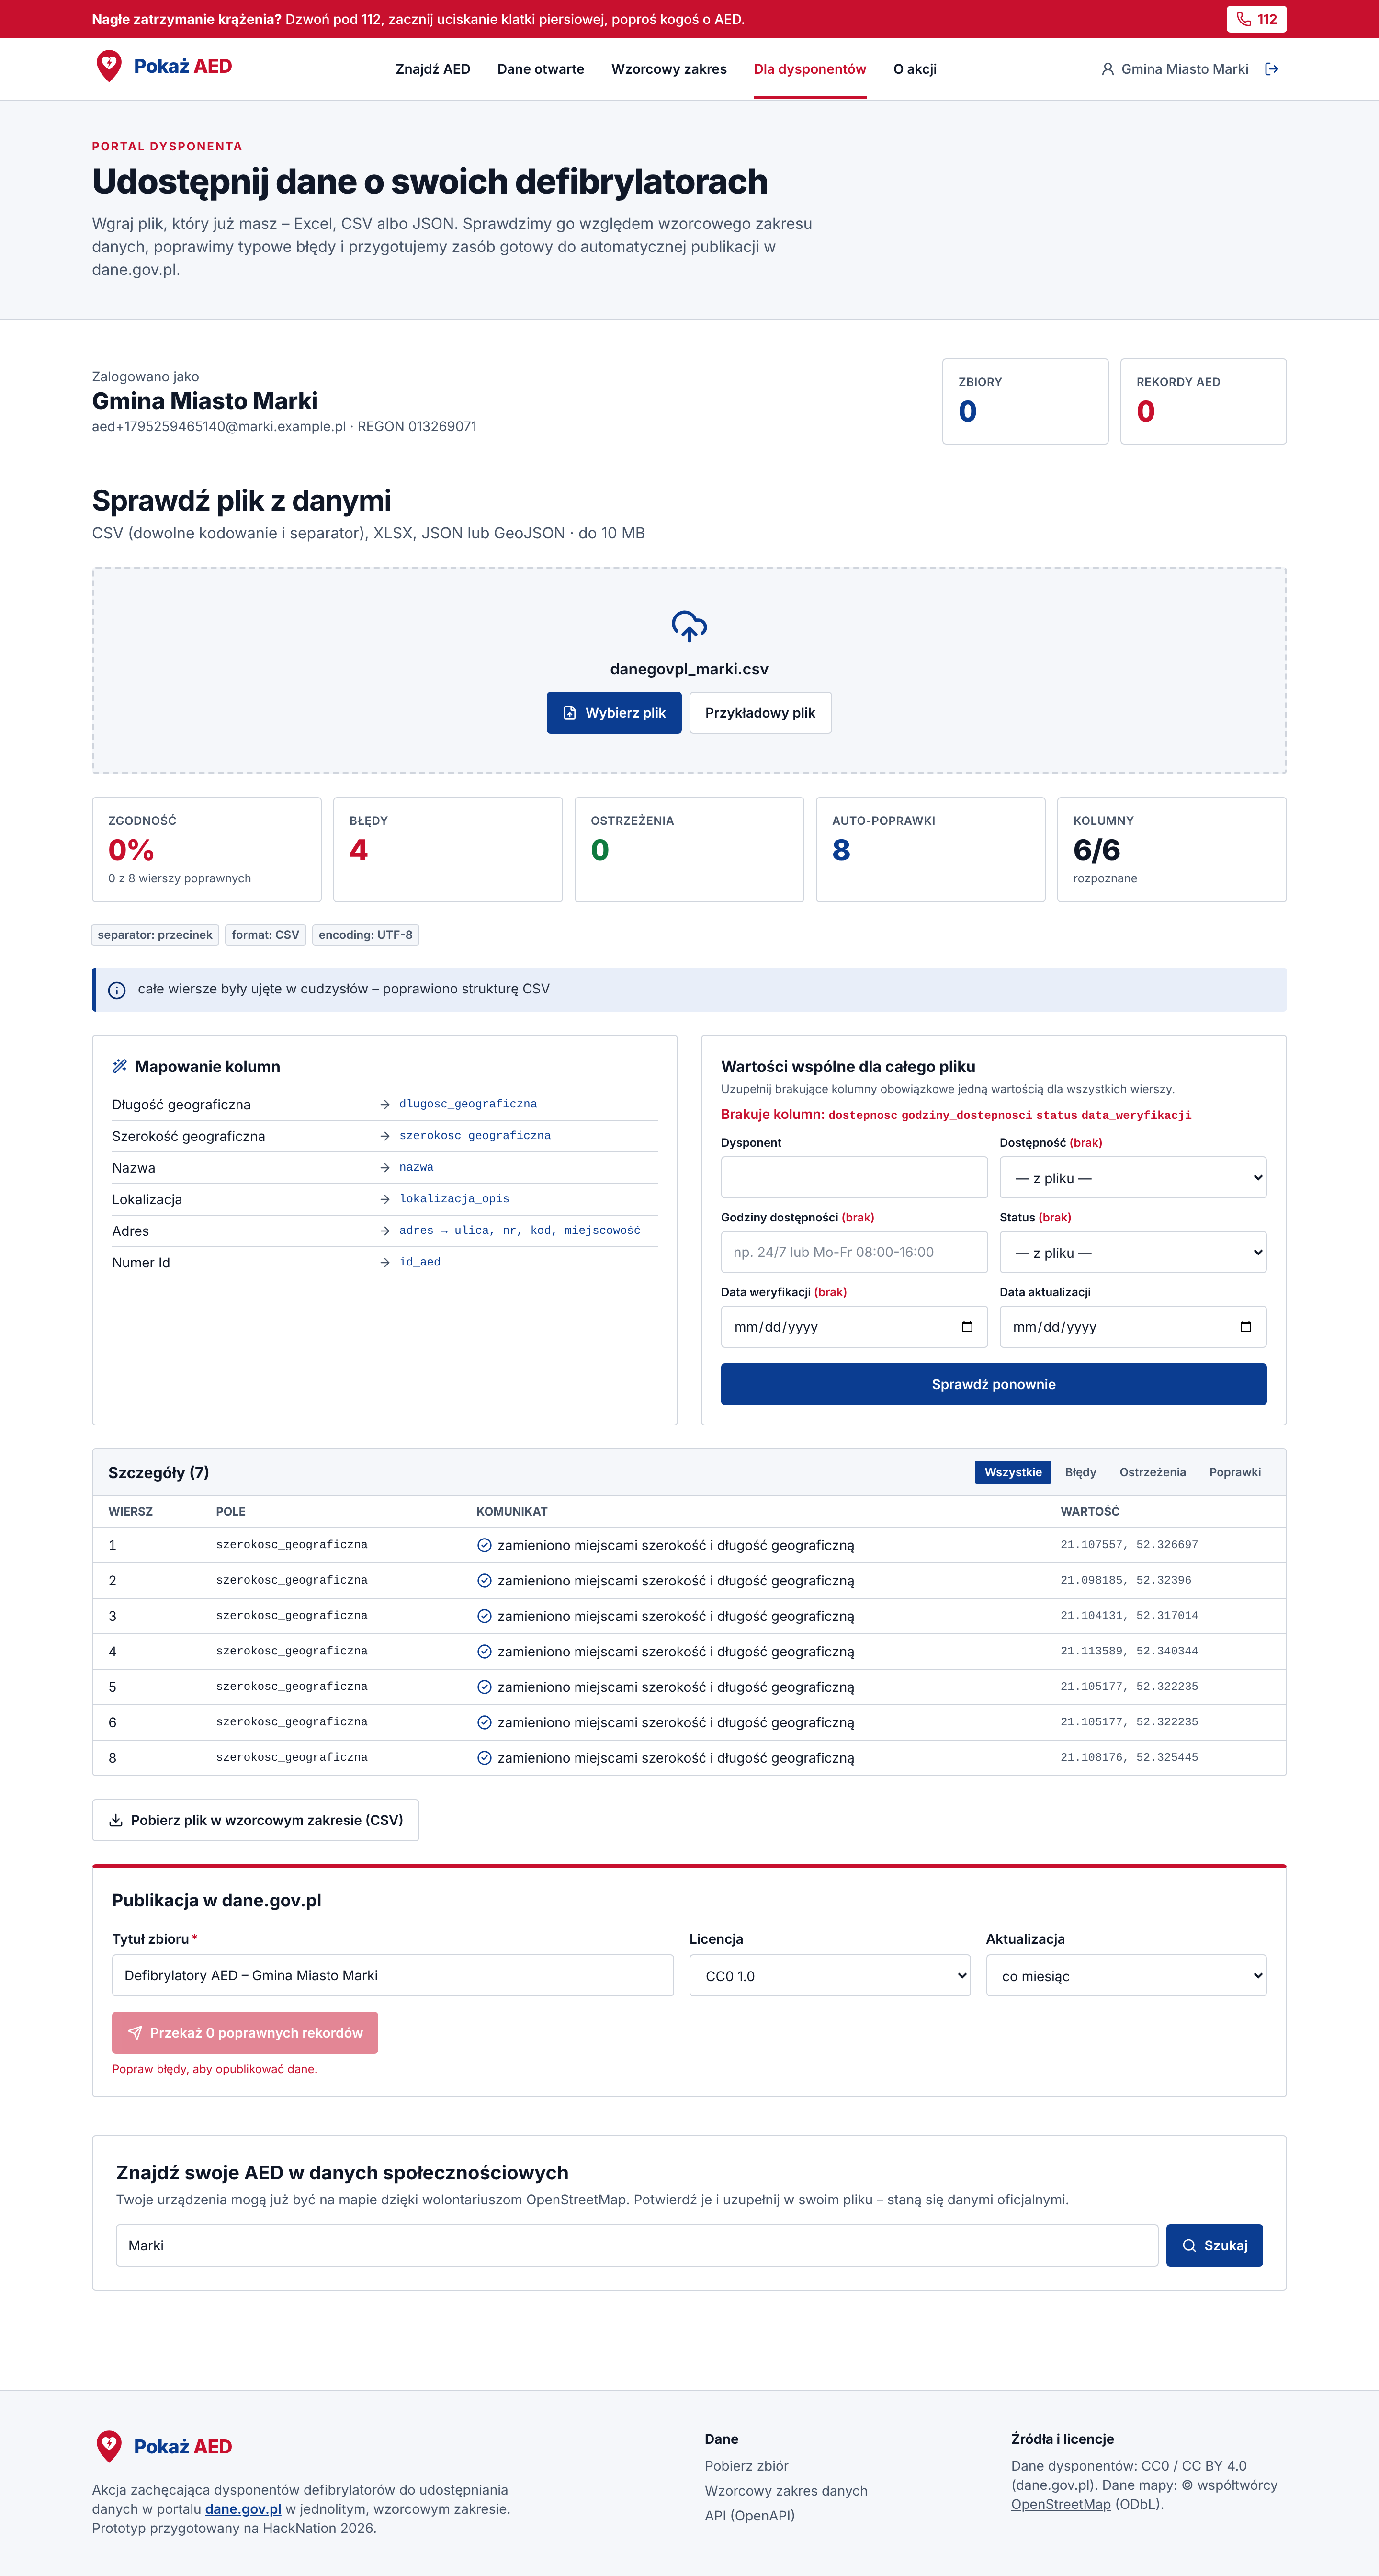 Nagłe zatrzymanie krążenia? Dzwoń pod 112, zacznij uciskanie klatki piersiowej, poproś kogoś o AED.
112
Pokaż AED
Znajdź AED
Dane otwarte
Wzorcowy zakres
Dla dysponentów
O akcji
Gmina Miasto Marki
PORTAL DYSPONENTA
Udostępnij dane o swoich defibrylatorach
Wgraj plik, który już masz – Excel, CSV albo JSON. Sprawdzimy go względem wzorcowego zakresu
danych, poprawimy typowe błędy i przygotujemy zasób gotowy do automatycznej publikacji w
dane.gov.pl.
Zalogowano jako
Gmina Miasto Marki
aed+1795259465140@marki.example.pl · REGON 013269071
ZBIORY
0
REKORDY AED
0
Sprawdź plik z danymi
CSV (dowolne kodowanie i separator), XLSX, JSON lub GeoJSON · do 10 MB
danegovpl_marki.csv
Wybierz plik
Przykładowy plik
ZGODNOŚĆ
0%
0 z 8 wierszy poprawnych
BŁĘDY
4
OSTRZEŻENIA
0
AUTO-POPRAWKI
8
KOLUMNY
6/6
rozpoznane
separator: przecinek
format: CSV
encoding: UTF-8
całe wiersze były ujęte w cudzysłów – poprawiono strukturę CSV
Mapowanie kolumn
Długość geograficzna → dlugosc_geograficzna
Szerokość geograficzna → szerokosc_geograficzna
Nazwa → nazwa
Lokalizacja → lokalizacja_opis
Adres → adres → ulica, nr, kod, miejscowość
Numer Id → id_aed
Wartości wspólne dla całego pliku
Uzupełnij brakujące kolumny obowiązkowe jedną wartością dla wszystkich wierszy.
Brakuje kolumn: dostepnosc godziny_dostepnosci status data_weryfikacji
Dysponent
Dostępność (brak)
— z pliku —
Godziny dostępności (brak)
np. 24/7 lub Mo-Fr 08:00-16:00
Status (brak)
— z pliku —
Data weryfikacji (brak)
mm/dd/yyyy
Data aktualizacji
mm/dd/yyyy
Sprawdź ponownie
Szczegóły (7)
Wszystkie
Błędy
Ostrzeżenia
Poprawki
WIERSZ POLE KOMUNIKAT WARTOŚĆ
1 szerokosc_geograficzna zamieniono miejscami szerokość i długość geograficzną 21.107557, 52.326697
2 szerokosc_geograficzna zamieniono miejscami szerokość i długość geograficzną 21.098185, 52.32396
3 szerokosc_geograficzna zamieniono miejscami szerokość i długość geograficzną 21.104131, 52.317014
4 szerokosc_geograficzna zamieniono miejscami szerokość i długość geograficzną 21.113589, 52.340344
5 szerokosc_geograficzna zamieniono miejscami szerokość i długość geograficzną 21.105177, 52.322235
6 szerokosc_geograficzna zamieniono miejscami szerokość i długość geograficzną 21.105177, 52.322235
8 szerokosc_geograficzna zamieniono miejscami szerokość i długość geograficzną 21.108176, 52.325445
Pobierz plik w wzorcowym zakresie (CSV)
Publikacja w dane.gov.pl
Tytuł zbioru *
Defibrylatory AED – Gmina Miasto Marki
Licencja
CC0 1.0
Aktualizacja
co miesiąc
Przekaż 0 poprawnych rekordów
Popraw błędy, aby opublikować dane.
Znajdź swoje AED w danych społecznościowych
Twoje urządzenia mogą już być na mapie dzięki wolontariuszom OpenStreetMap. Potwierdź je i uzupełnij w swoim pliku – staną się danymi oficjalnymi.
Marki
Szukaj
Pokaż AED
Akcja zachęcająca dysponentów defibrylatorów do udostępniania
danych w portalu dane.gov.pl w jednolitym, wzorcowym zakresie.
Prototyp przygotowany na HackNation 2026.
Dane
Pobierz zbiór
Wzorcowy zakres danych
API (OpenAPI)
Źródła i licencje
Dane dysponentów: CC0 / CC BY 4.0
(dane.gov.pl). Dane mapy: © współtwórcy
OpenStreetMap (ODbL).